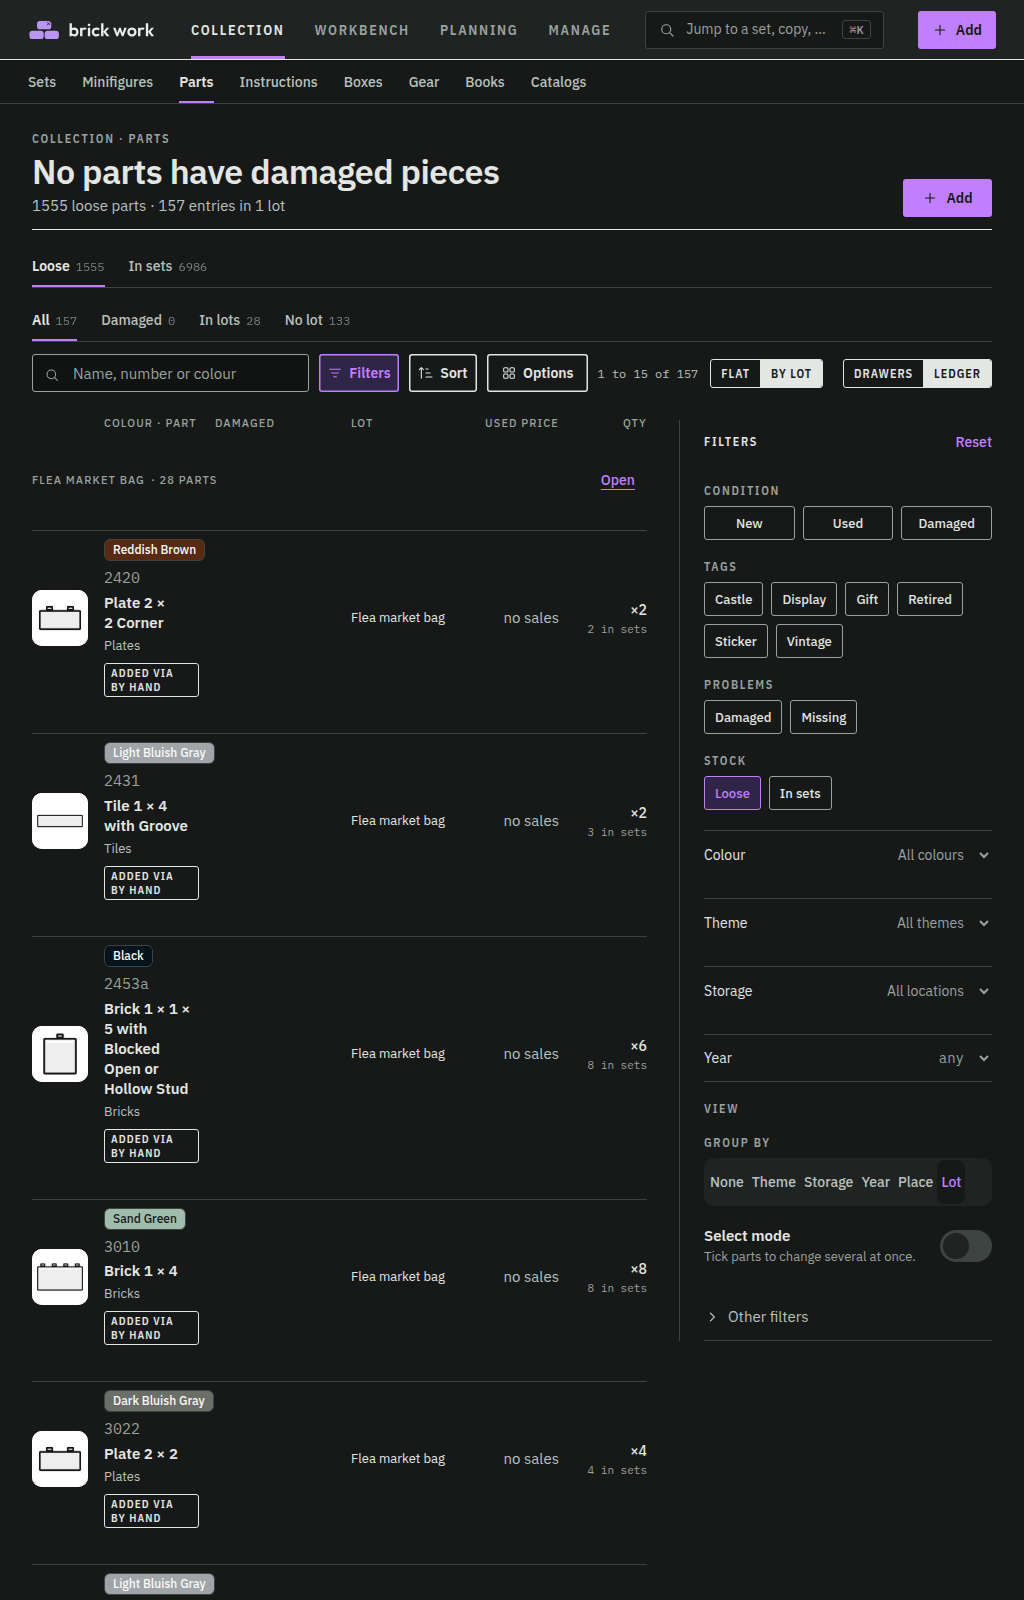 brick work
COLLECTION
WORKBENCH
PLANNING
MANAGE
Jump to a set, copy, ...
⌘K
+ Add
Sets
Minifigures
Parts
Instructions
Boxes
Gear
Books
Catalogs
COLLECTION · PARTS
No parts have damaged pieces
1555 loose parts · 157 entries in 1 lot
+ Add
Loose 1555
In sets 6986
All 157
Damaged 0
In lots 28
No lot 133
Name, number or colour
Filters
Sort
Options
1 to 15 of 157
FLAT
BY LOT
DRAWERS
LEDGER
COLOUR · PART
DAMAGED
LOT
USED PRICE
QTY
FLEA MARKET BAG · 28 PARTS
Open
Reddish Brown
2420
Plate 2 ×
2 Corner
Plates
ADDED VIA
BY HAND
Flea market bag
no sales
×2
2 in sets
Light Bluish Gray
2431
Tile 1 × 4
with Groove
Tiles
ADDED VIA
BY HAND
Flea market bag
no sales
×2
3 in sets
Black
2453a
Brick 1 × 1 ×
5 with
Blocked
Open or
Hollow Stud
Bricks
ADDED VIA
BY HAND
Flea market bag
no sales
×6
8 in sets
Sand Green
3010
Brick 1 × 4
Bricks
ADDED VIA
BY HAND
Flea market bag
no sales
×8
8 in sets
Dark Bluish Gray
3022
Plate 2 × 2
Plates
ADDED VIA
BY HAND
Flea market bag
no sales
×4
4 in sets
Light Bluish Gray
FILTERS
Reset
CONDITION
New
Used
Damaged
TAGS
Castle
Display
Gift
Retired
Sticker
Vintage
PROBLEMS
Damaged
Missing
STOCK
Loose
In sets
Colour
All colours
Theme
All themes
Storage
All locations
Year
any
VIEW
GROUP BY
None
Theme
Storage
Year
Place
Lot
Select mode
Tick parts to change several at once.
Other filters